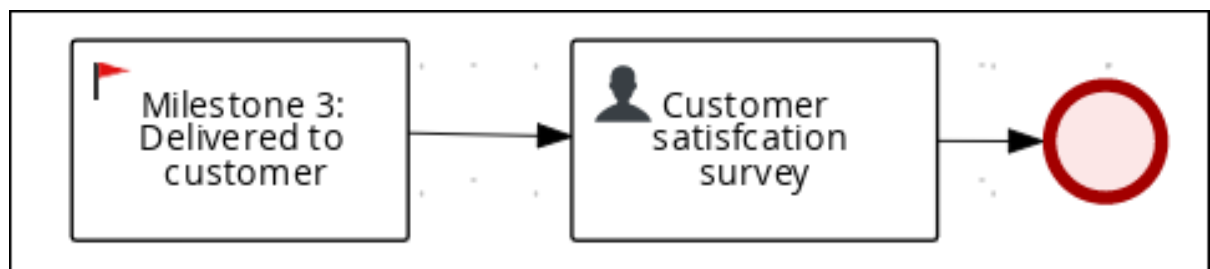 Milestone 3:
Delivered to
customer
Customer
satisfcation
survey